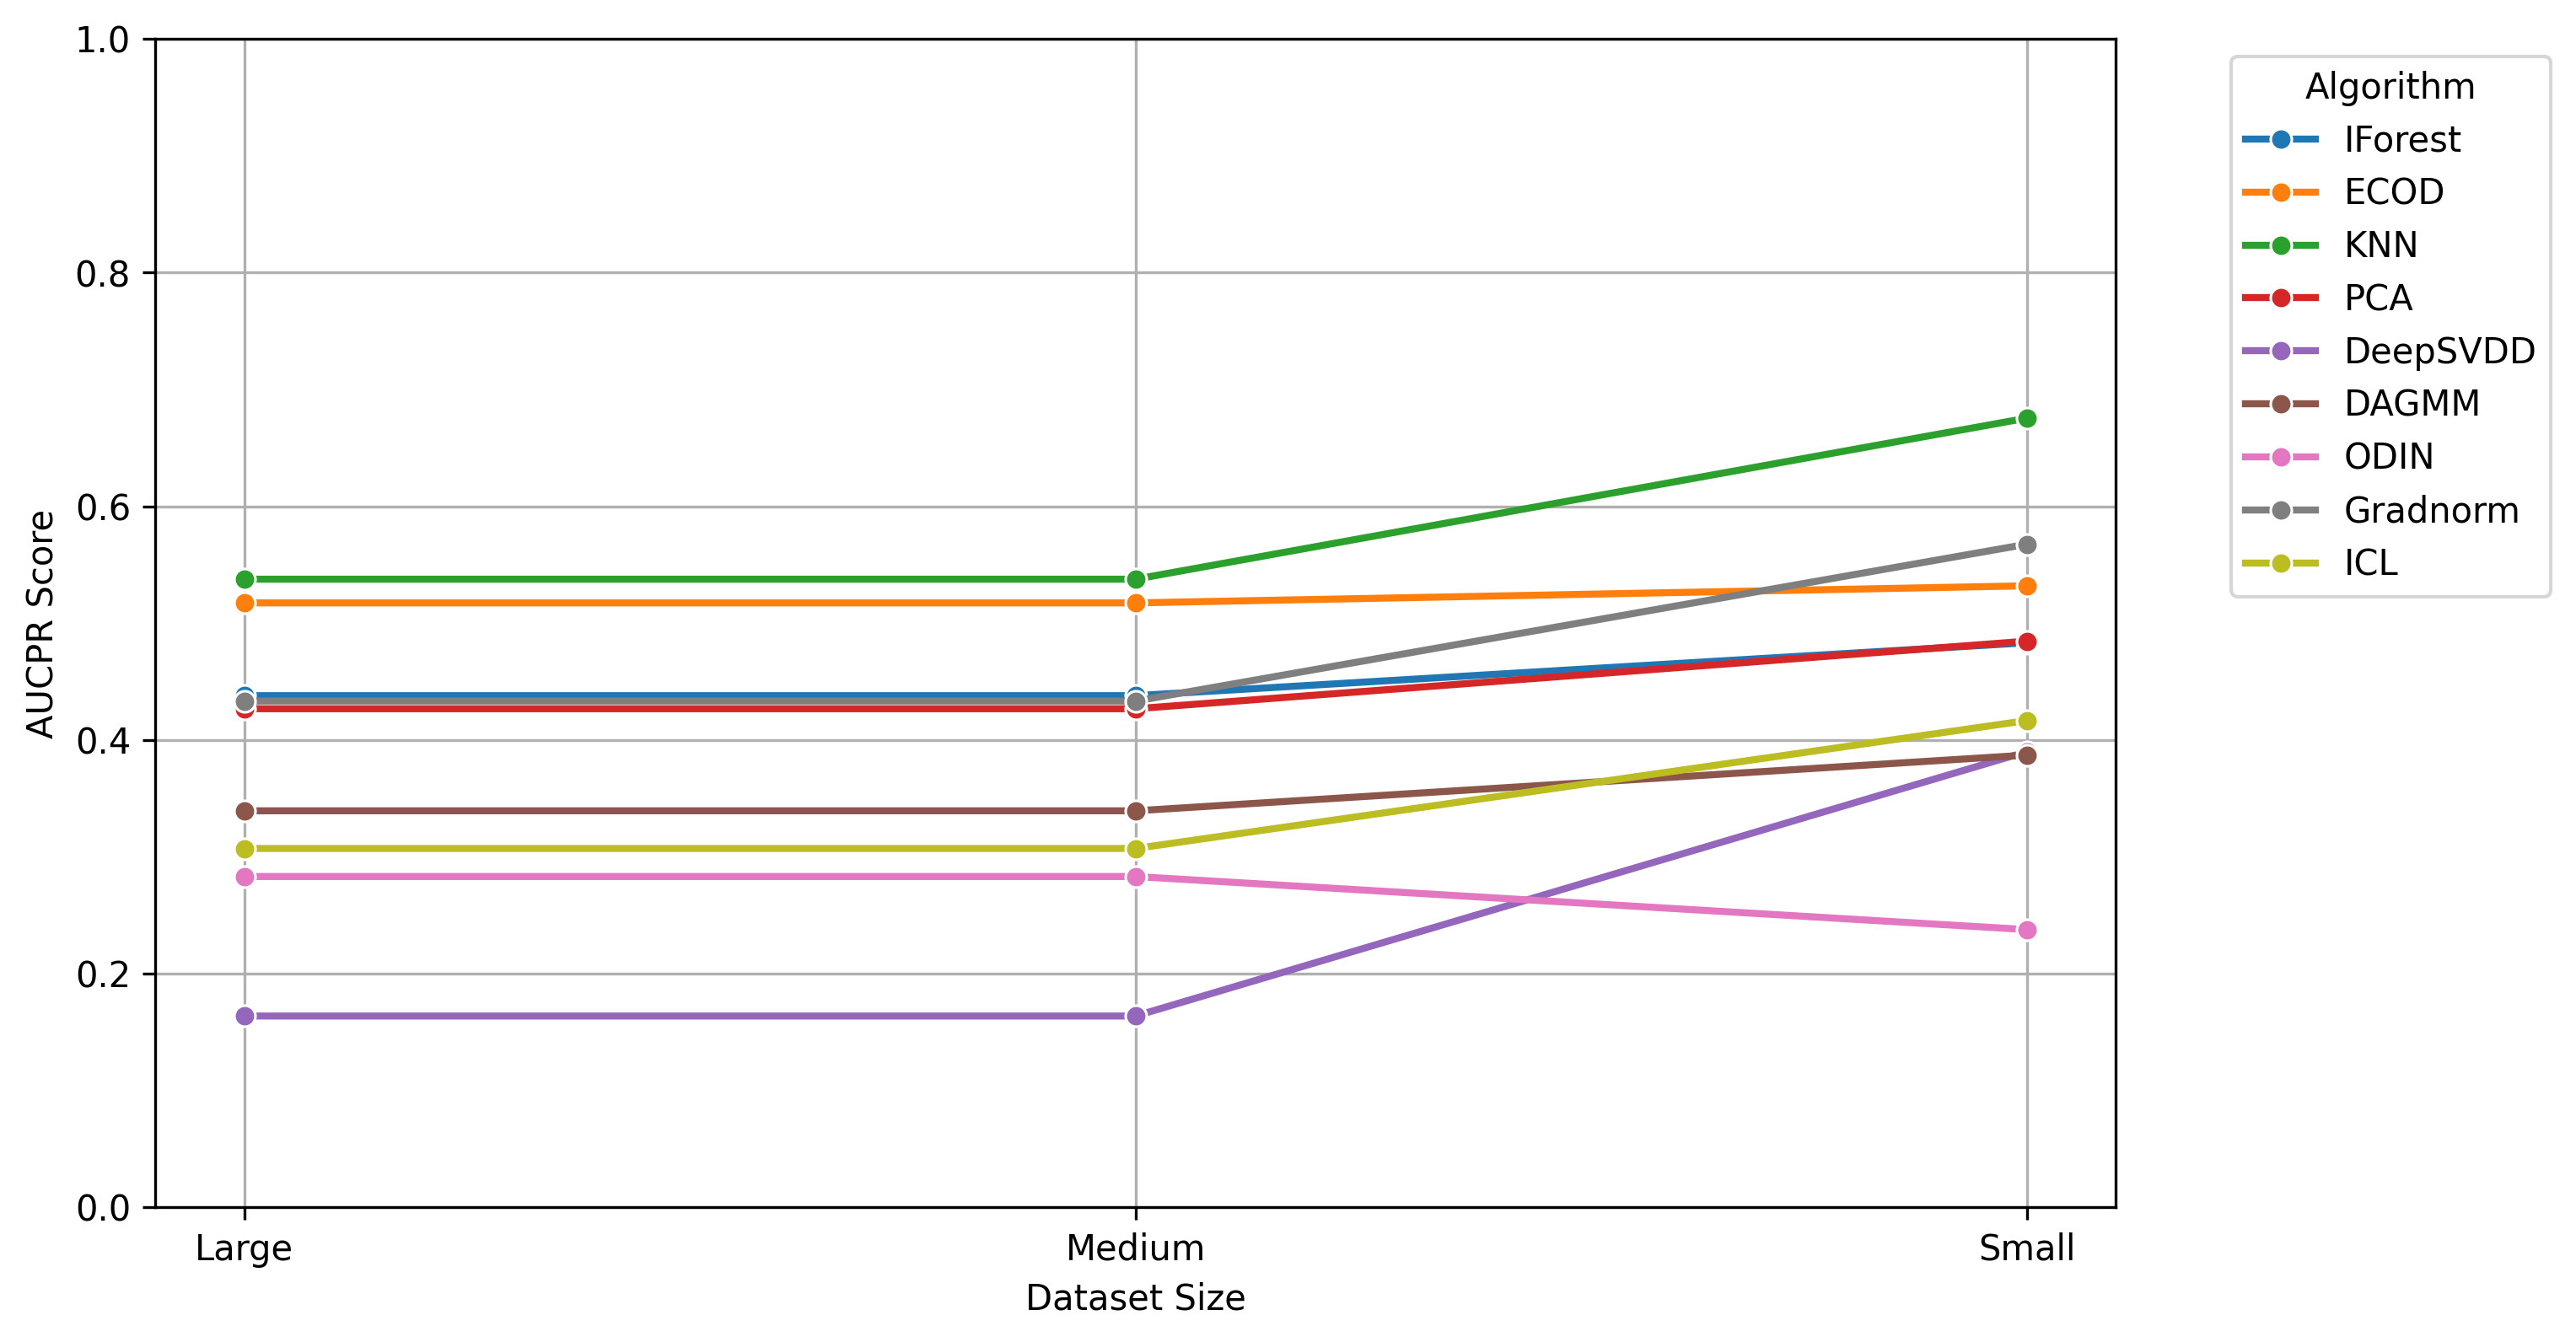 1.0
0.8
0.6
0.4
0.2
0.0
AUCPR Score
Large
Medium
Small
Dataset Size
Algorithm
IForest
ECOD
KNN
PCA
DeepSVDD
DAGMM
ODIN
Gradnorm
ICL